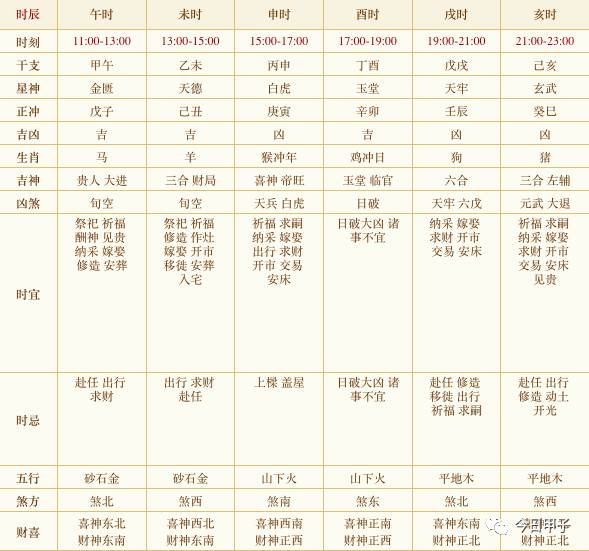 时辰 午时 未时 申时 酉时 戌时 亥时
时刻 11:00-13:00 13:00-15:00 15:00-17:00 17:00-19:00 19:00-21:00 21:00-23:00
干支 甲午 乙未 丙申 丁酉 戊戌 己亥
星神 金匮 天德 白虎 玉堂 天牢 玄武
正冲 戊子 己丑 庚寅 辛卯 壬辰 癸巳
吉凶 吉 吉 凶 吉 凶 凶
生肖 马 羊 猴冲年 鸡冲日 狗 猪
吉神 贵人 大进 三合 财局 喜神 帝旺 玉堂 临官 六合 三合 左辅
凶煞 旬空 旬空 天兵 白虎 日破 天牢 六戊 元武 大退
时宜
祭祀 祈福
酬神 见贵
纳采 嫁娶
修造 安葬
祭祀 祈福
修造 作灶
嫁娶 开市
移徙 安葬
入宅
祈福 求嗣
纳采 嫁娶
出行 求财
开市 交易
安床
日破大凶 诸
事不宜
纳采 嫁娶
求财 开市
交易 安床
祈福 求嗣
纳采 嫁娶
求财 开市
交易 安床
见贵
时忌
赴任 出行
求财
出行 求财
赴任
上樑 盖屋
日破大凶 诸
事不宜
赴任 修造
移徙 出行
祈福 求嗣
赴任 出行
修造 动土
开光
五行 砂石金 砂石金 山下火 山下火 平地木 平地木
煞方 煞北 煞西 煞南 煞东 煞北 煞西
财喜
喜神东北
财神东南
喜神西北
财神东南
喜神西南
财神正西
喜神正南
财神正西
喜神东南
财神正北
财神正北
今日甲子